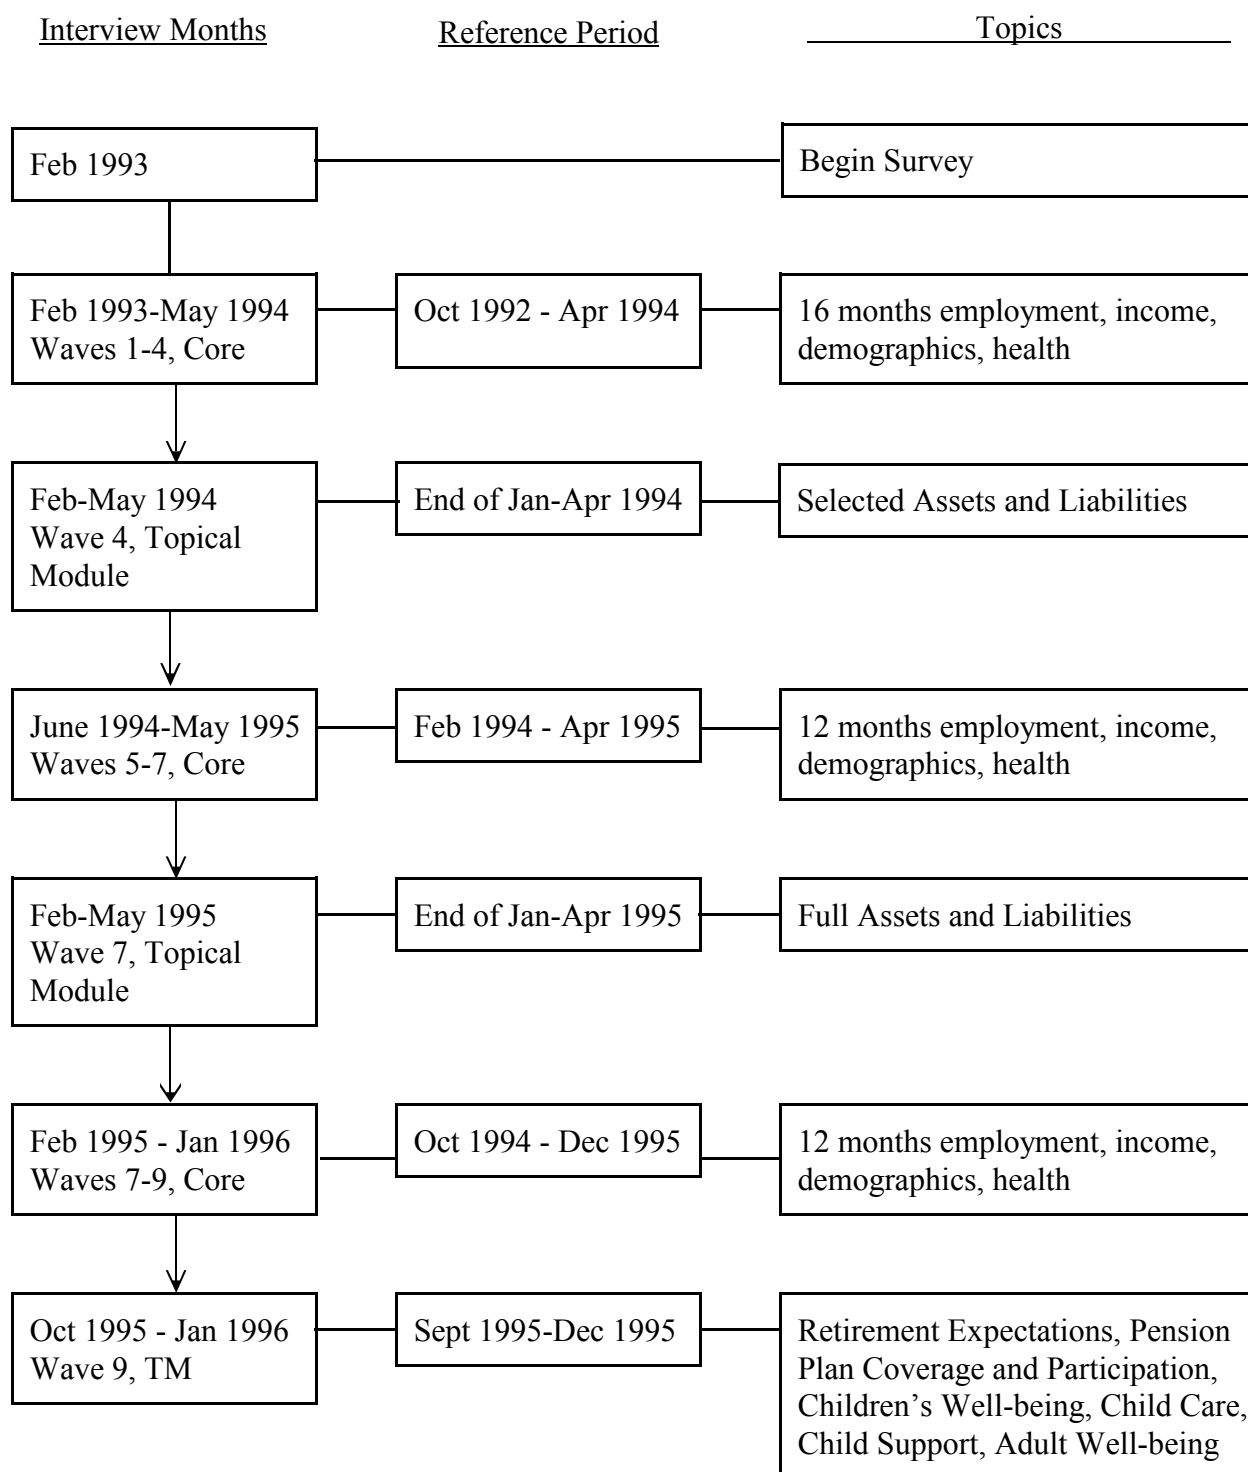 Interview Months
Reference Period
Topics
Feb 1993
Begin Survey
Feb 1993-May 1994
Waves 1-4, Core
Oct 1992 - Apr 1994
16 months employment, income,
demographics, health
Feb-May 1994
Wave 4, Topical
Module
End of Jan-Apr 1994
Selected Assets and Liabilities
June 1994-May 1995
Waves 5-7, Core
Feb 1994 - Apr 1995
12 months employment, income,
demographics, health
Feb-May 1995
Wave 7, Topical
Module
End of Jan-Apr 1995
Full Assets and Liabilities
Feb 1995 - Jan 1996
Waves 7-9, Core
Oct 1994 - Dec 1995
12 months employment, income,
demographics, health
Oct 1995 - Jan 1996
Wave 9, TM
Sept 1995-Dec 1995
Retirement Expectations, Pension
Plan Coverage and Participation,
Children’s Well-being, Child Care,
Child Support, Adult Well-being